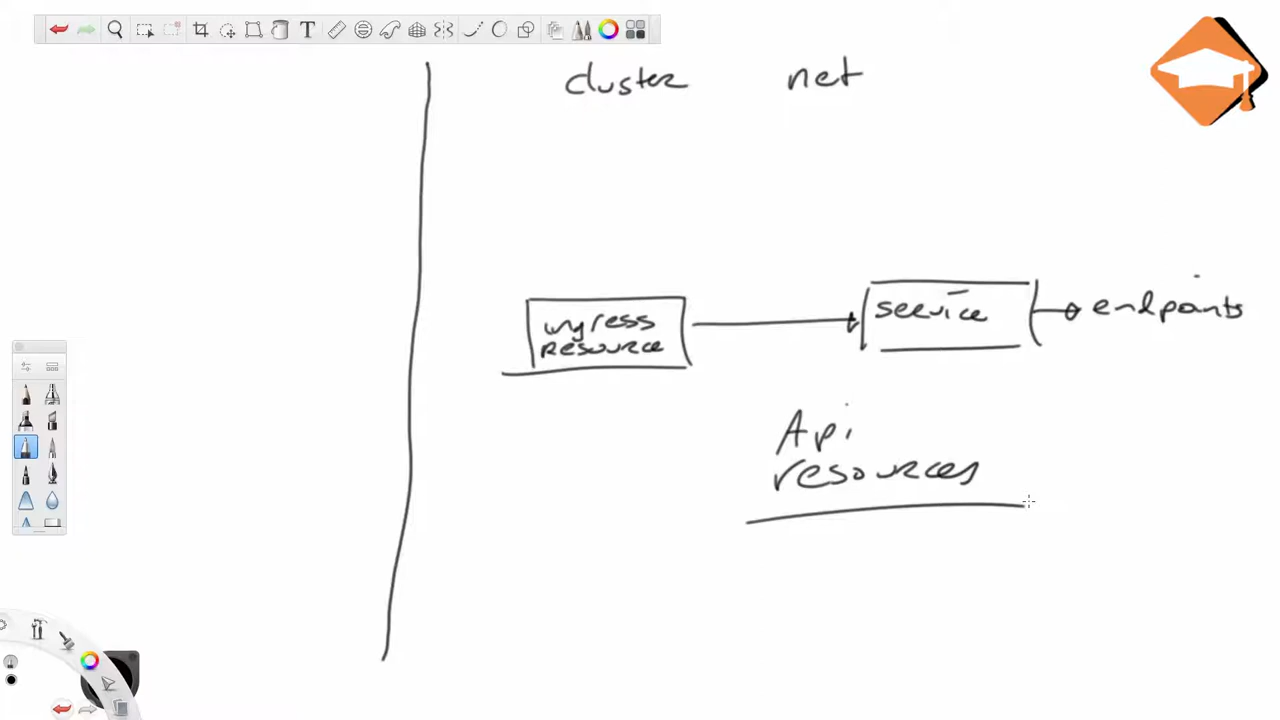 cluster net
ingress
resource
service
endpoints
Api
resources